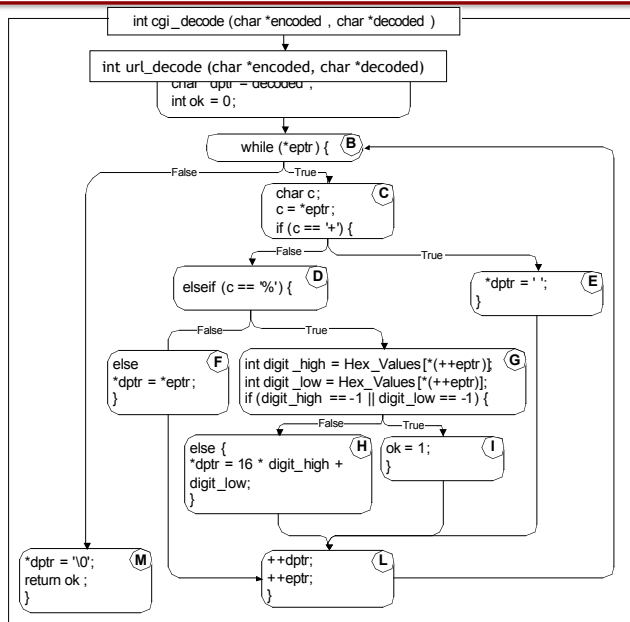 int cgi_decode (char *encoded , char *decoded )
int url_decode (char *encoded, char *decoded)
char *dptr = decoded ;
int ok = 0;
while (*eptr) {
B
False
True
char c;
c = *eptr;
if (c == '+') {
C
False
True
elseif (c == '%') {
D
*dptr = ' ';
}
E
False
True
else
*dptr = *eptr;
}
F
int digit_high = Hex_Values[*(++eptr)];
int digit_low = Hex_Values[*(++eptr)];
if (digit_high == -1 || digit_low == -1) {
G
False
True
else {
*dptr = 16 * digit_high +
digit_low;
}
H
ok = 1;
}
I
*dptr = '\0';
return ok ;
}
M
++dptr;
++eptr;
}
L